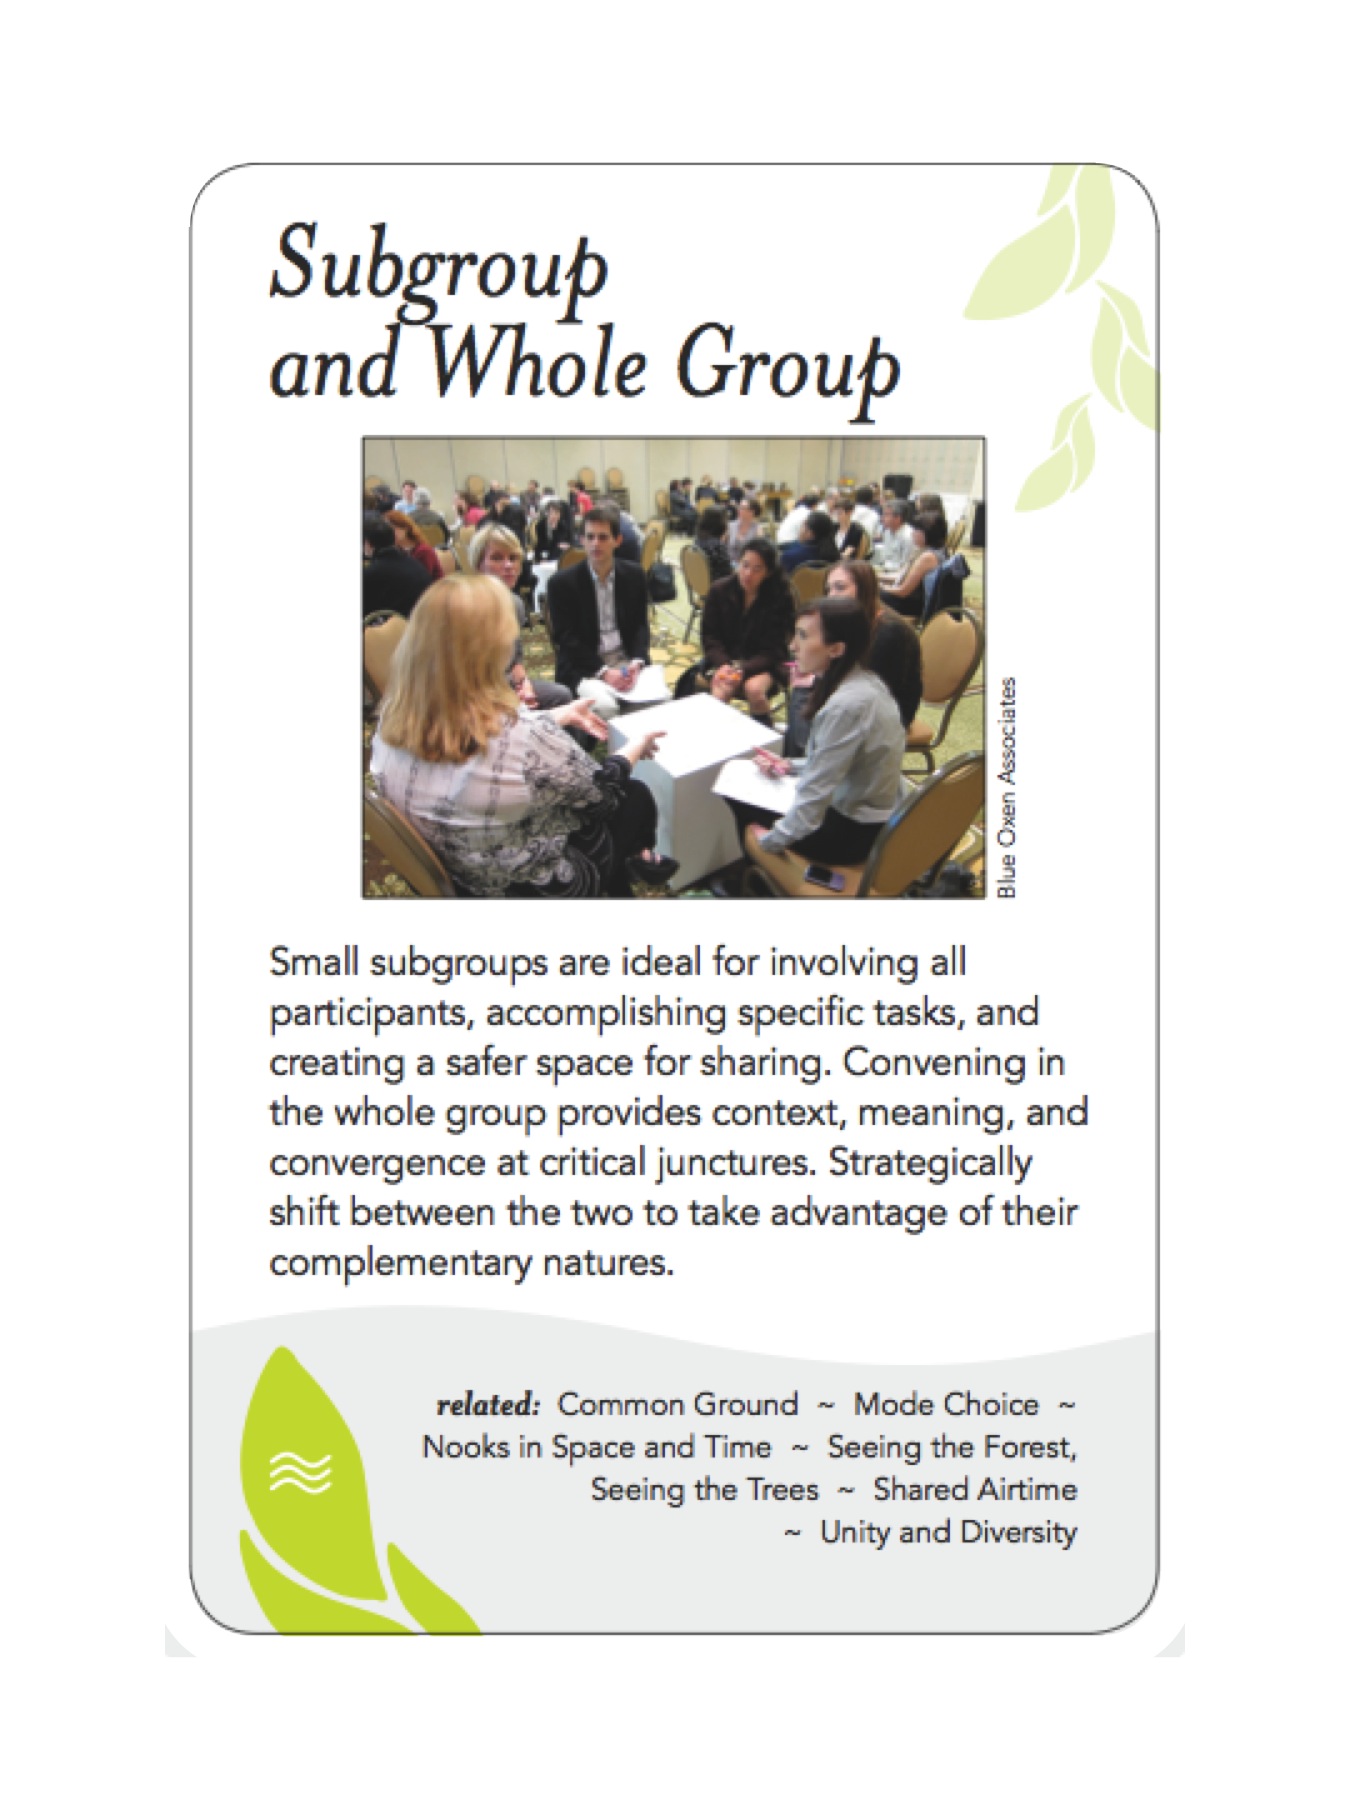 Subgroup
and Whole Group
Blue Oxen Associates
Small subgroups are ideal for involving all
participants, accomplishing specific tasks, and
creating a safer space for sharing. Convening in
the whole group provides context, meaning, and
convergence at critical junctures. Strategically
shift between the two to take advantage of their
complementary natures.
related: Common Ground ~ Mode Choice ~
Nooks in Space and Time ~ Seeing the Forest,
Seeing the Trees ~ Shared Airtime
~ Unity and Diversity